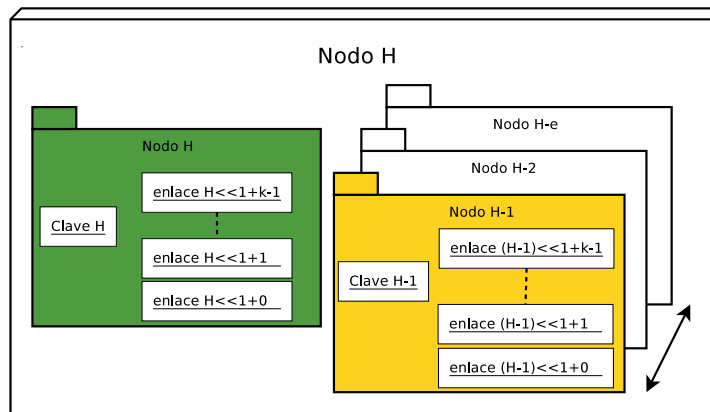 Nodo H
Nodo H
enlace H<<1+k-1
Clave H
enlace H<<1+1
enlace H<<1+0
Nodo H-e
Nodo H-2
Nodo H-1
enlace (H-1)<<1+k-1
Clave H-1
enlace (H-1)<<1+1
enlace (H-1)<<1+0